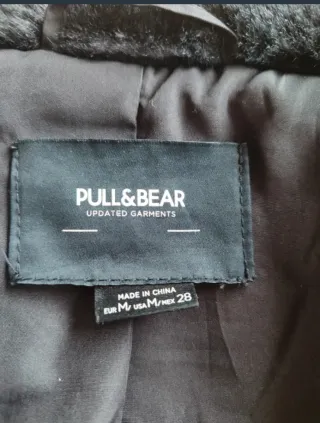 PULL&BEAR
UPDATED GARMENTS
MADE IN CHINA
EUR M/ USA M/ MEX 28